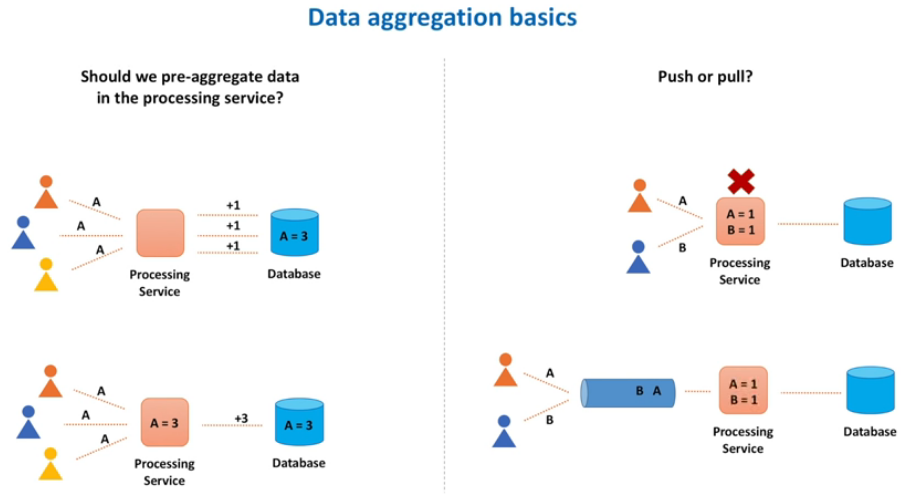 Data aggregation basics
Should we pre-aggregate data
in the processing service?
A
A
A
+1
+1
+1
A = 3
Processing
Service
Database
A
A
A
A = 3
+3
A = 3
Processing
Service
Database
Push or pull?
A
B
A = 1
B = 1
Processing
Service
Database
A
B
B A
A = 1
B = 1
Processing
Service
Database